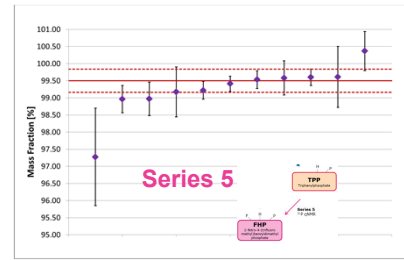 101.00
100.50
100.00
99.50
99.00
98.50
98.00
97.50
97.00
96.50
96.00
95.50
95.00
Mass Fraction [%]
Series 5
H P
TPP
Triphenylphosphate
Series 5
F H P
FHP
phosphate